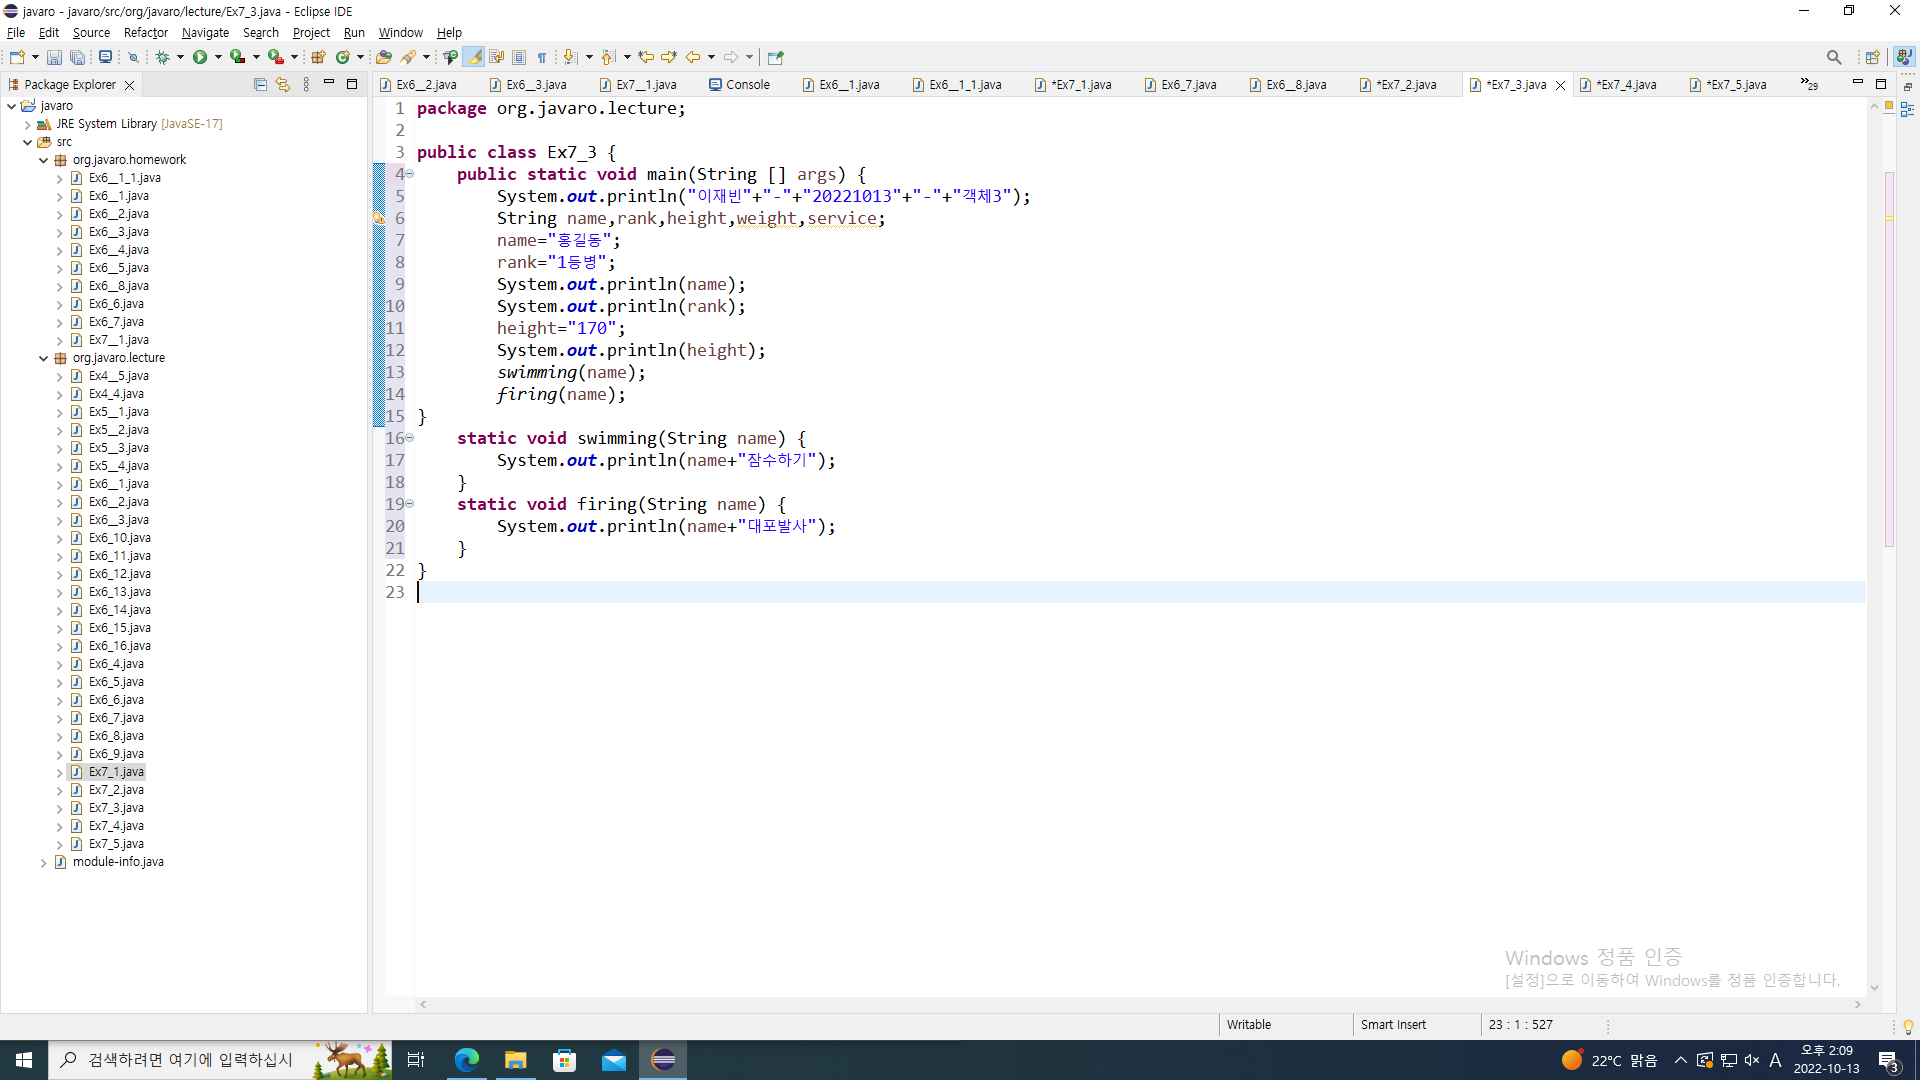 javaro - javaro/src/org/javaro/lecture/Ex7_3.java - Eclipse IDE
File Edit Source Refactor Navigate Search Project Run Window Help
Package Explorer
Ex6__2.java Ex6__3.java Ex7__1.java Console Ex6__1.java Ex6__1_1.java *Ex7_1.java Ex6_7.java Ex6__8.java *Ex7_2.java *Ex7_3.java *Ex7_4.java *Ex7_5.java »29
javaro
JRE System Library [JavaSE-17]
src
org.javaro.homework
Ex6__1_1.java
Ex6__1.java
Ex6__2.java
Ex6__3.java
Ex6__4.java
Ex6__5.java
Ex6__8.java
Ex6_6.java
Ex6_7.java
Ex7__1.java
org.javaro.lecture
Ex4__5.java
Ex4_4.java
Ex5__1.java
Ex5__2.java
Ex5__3.java
Ex5__4.java
Ex6__1.java
Ex6__2.java
Ex6__3.java
Ex6_10.java
Ex6_11.java
Ex6_12.java
Ex6_13.java
Ex6_14.java
Ex6_15.java
Ex6_16.java
Ex6_4.java
Ex6_5.java
Ex6_6.java
Ex6_7.java
Ex6_8.java
Ex6_9.java
Ex7_1.java
Ex7_2.java
Ex7_3.java
Ex7_4.java
Ex7_5.java
module-info.java
1 package org.javaro.lecture;
2
3 public class Ex7_3 {
4 public static void main(String [] args) {
5 System.out.println("이재빈"+"-"+"20221013"+"-"+"객체3");
6 String name,rank,height,weight,service;
7 name="홍길동";
8 rank="1등병";
9 System.out.println(name);
10 System.out.println(rank);
11 height="170";
12 System.out.println(height);
13 swimming(name);
14 firing(name);
15 }
16 static void swimming(String name) {
17 System.out.println(name+"잠수하기");
18 }
19 static void firing(String name) {
20 System.out.println(name+"대포발사");
21 }
22 }
23
Windows 정품 인증
[설정]으로 이동하여 Windows를 정품 인증합니다.
Writable Smart Insert 23 : 1 : 527
검색하려면 여기에 입력하십시
22°C 맑음 A 오후 2:09
2022-10-13
3